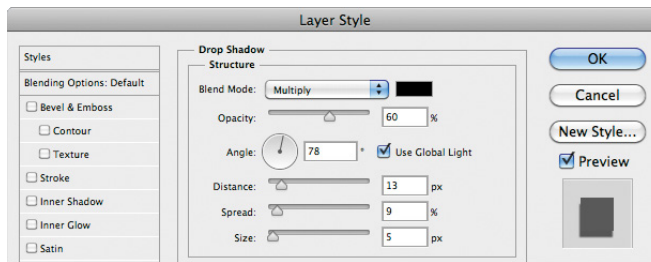 Layer Style
Styles
Blending Options: Default
Bevel & Emboss
Contour
Texture
Stroke
Inner Shadow
Inner Glow
Satin
Drop Shadow
Structure
Blend Mode: Multiply
Opacity: 60 %
Angle: 78 ° Use Global Light
Distance: 13 px
Spread: 9 %
Size: 5 px
OK
Cancel
New Style...
Preview